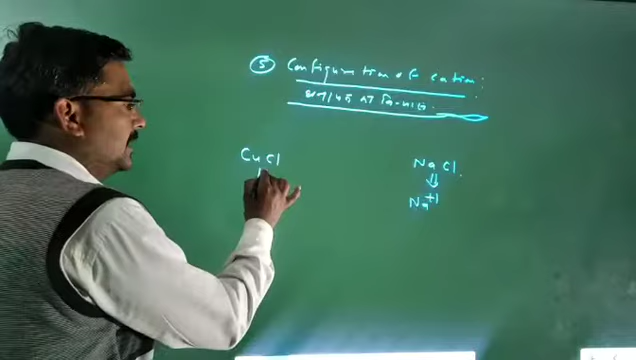 ⑤ Configuration of cation:
CuCl
NaCl.
Na+1